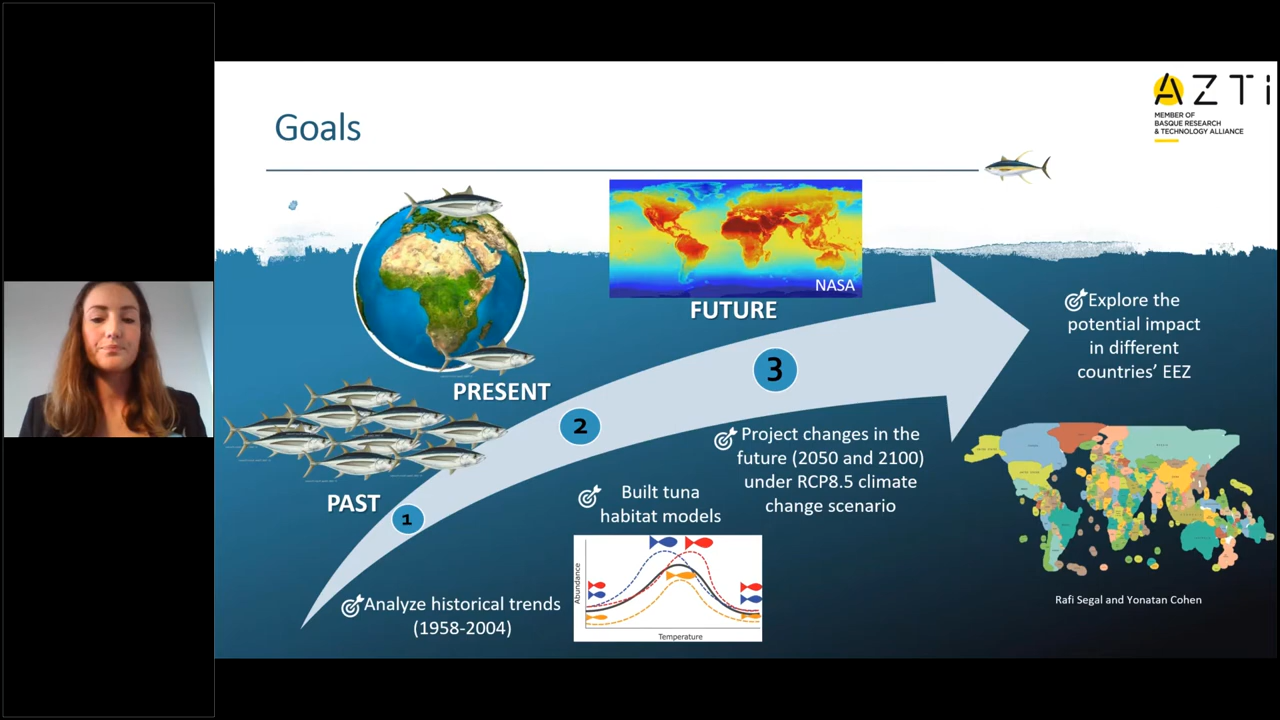 Goals
AZTi
MEMBER OF
BASQUE RESEARCH
& TECHNOLOGY ALLIANCE
NASA
FUTURE
PRESENT
PAST
1
2
3
Analyze historical trends
(1958-2004)
Built tuna
habitat models
Abundance
Temperature
Project changes in the
future (2050 and 2100)
under RCP8.5 climate
change scenario
Explore the
potential impact
in different
countries' EEZ
Rafi Segal and Yonatan Cohen